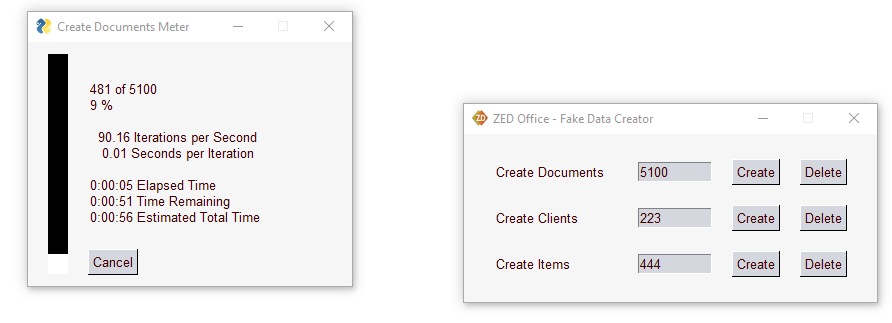 Create Documents Meter
481 of 5100
9 %
90.16 Iterations per Second
0.01 Seconds per Iteration
0:00:05 Elapsed Time
0:00:51 Time Remaining
0:00:56 Estimated Total Time
Cancel
ZED Office - Fake Data Creator
Create Documents 5100 Create Delete
Create Clients 223 Create Delete
Create Items 444 Create Delete